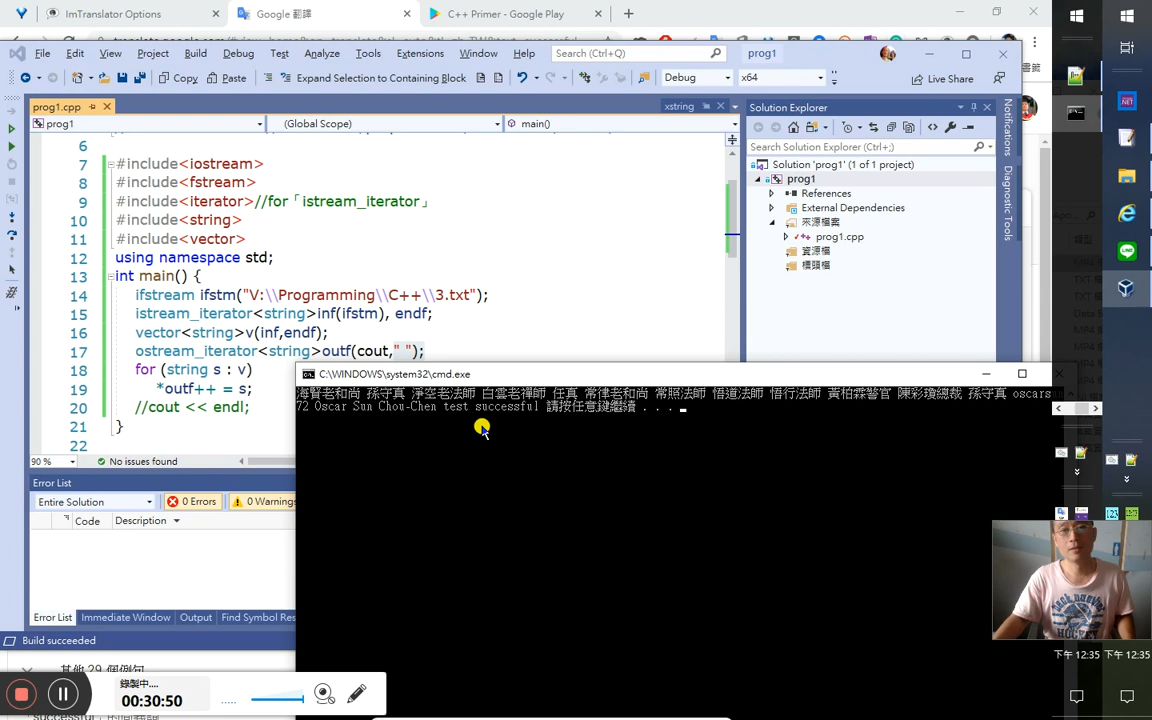 ImTranslator Options
Google 翻譯
C++ Primer - Google Play
File Edit View Project Build Debug Test Analyze Tools Extensions Window Help Search (Ctrl+Q) prog1
Copy Paste Expand Selection to Containing Block Debug x64 Live Share
prog1.cpp xstring
prog1 (Global Scope) main()
6
7 #include<iostream>
8 #include<fstream>
9 #include<iterator>//for「istream_iterator」
10 #include<string>
11 #include<vector>
12 using namespace std;
13 int main() {
14 ifstream ifstm("V:\\Programming\\C++\\3.txt");
15 istream_iterator<string>inf(ifstm), endf;
16 vector<string>v(inf,endf);
17 ostream_iterator<string>outf(cout," ");
18 for (string s : v)
19 *outf++ = s;
20 //cout << endl;
21 }
22
90 % No issues found
Solution Explorer
Search Solution Explorer (Ctrl+;)
Solution 'prog1' (1 of 1 project)
prog1
References
External Dependencies
來源檔案
prog1.cpp
資源檔
標頭檔
Notifications
Diagnostic Tools
C:\WINDOWS\system32\cmd.exe
海賢老和尚 孫守真 淨空老法師 白雲老禪師 任真 常律老和尚 常照法師 悟道法師 悟行法師 黃柏霖警官 陳彩瓊總裁 孫守真 oscarsun
72 Oscar Sun Chou-Chen test successful 請按任意鍵繼續 . . .
Error List
Entire Solution 0 Errors 0 Warnings
Code Description
Error List Immediate Window Output Find Symbol Res
Build succeeded
其他 29 個例句
錄製中....
00:30:50
下午 12:35 下午 12:35